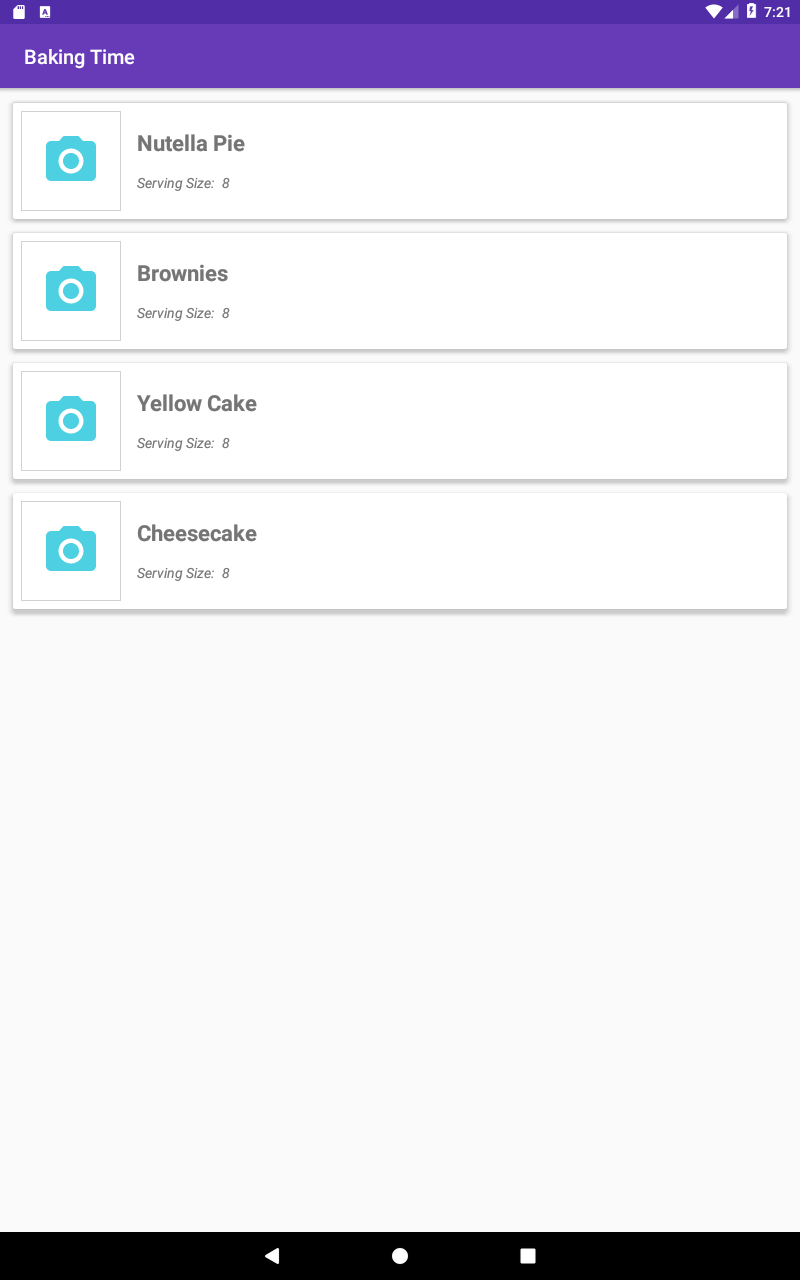 7:21
Baking Time
Nutella Pie
Serving Size: 8
Brownies
Serving Size: 8
Yellow Cake
Serving Size: 8
Cheesecake
Serving Size: 8